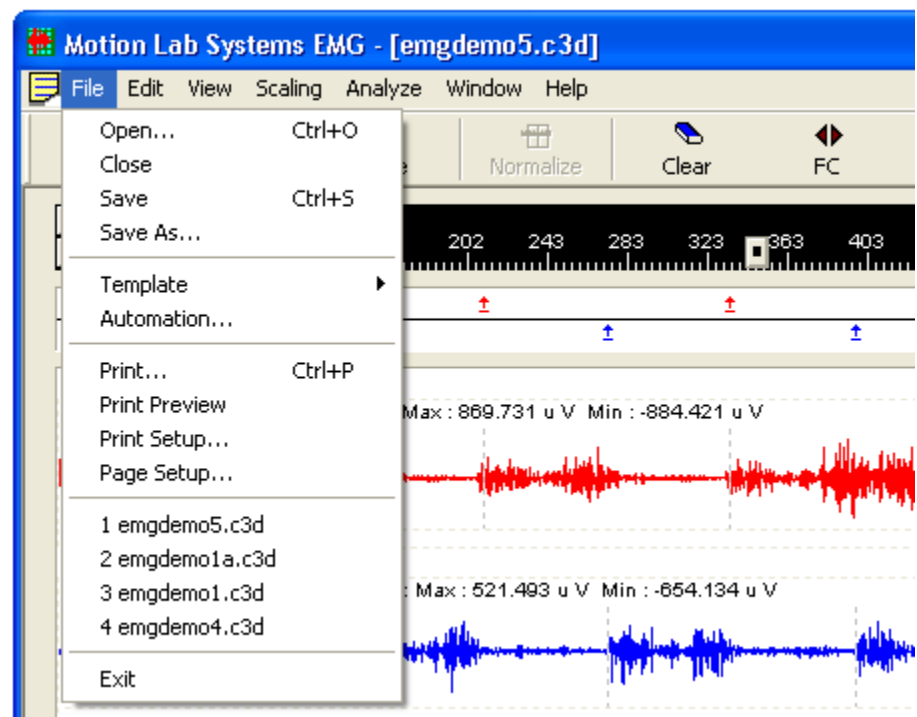 Motion Lab Systems EMG - [emgdemo5.c3d]
File Edit View Scaling Analyze Window Help
Normalize Clear FC
Open... Ctrl+O
Close
Save Ctrl+S
Save As...
Template
Automation...
Print... Ctrl+P
Print Preview
Print Setup...
Page Setup...
1 emgdemo5.c3d
2 emgdemo1a.c3d
3 emgdemo1.c3d
4 emgdemo4.c3d
Exit
202 243 283 323 363 403
Max : 869.731 u V Min : -884.421 u V
: Max : 521.493 u V Min : -654.134 u V